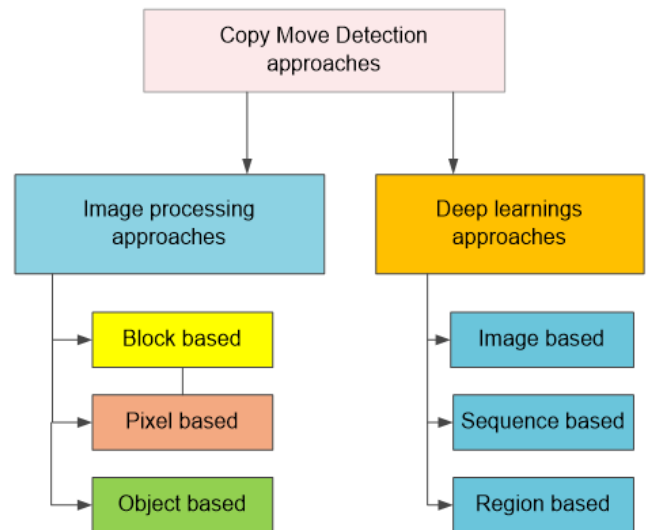 Copy Move Detection
approaches
Image processing
approaches
Deep learnings
approaches
Block based
Pixel based
Object based
Image based
Sequence based
Region based